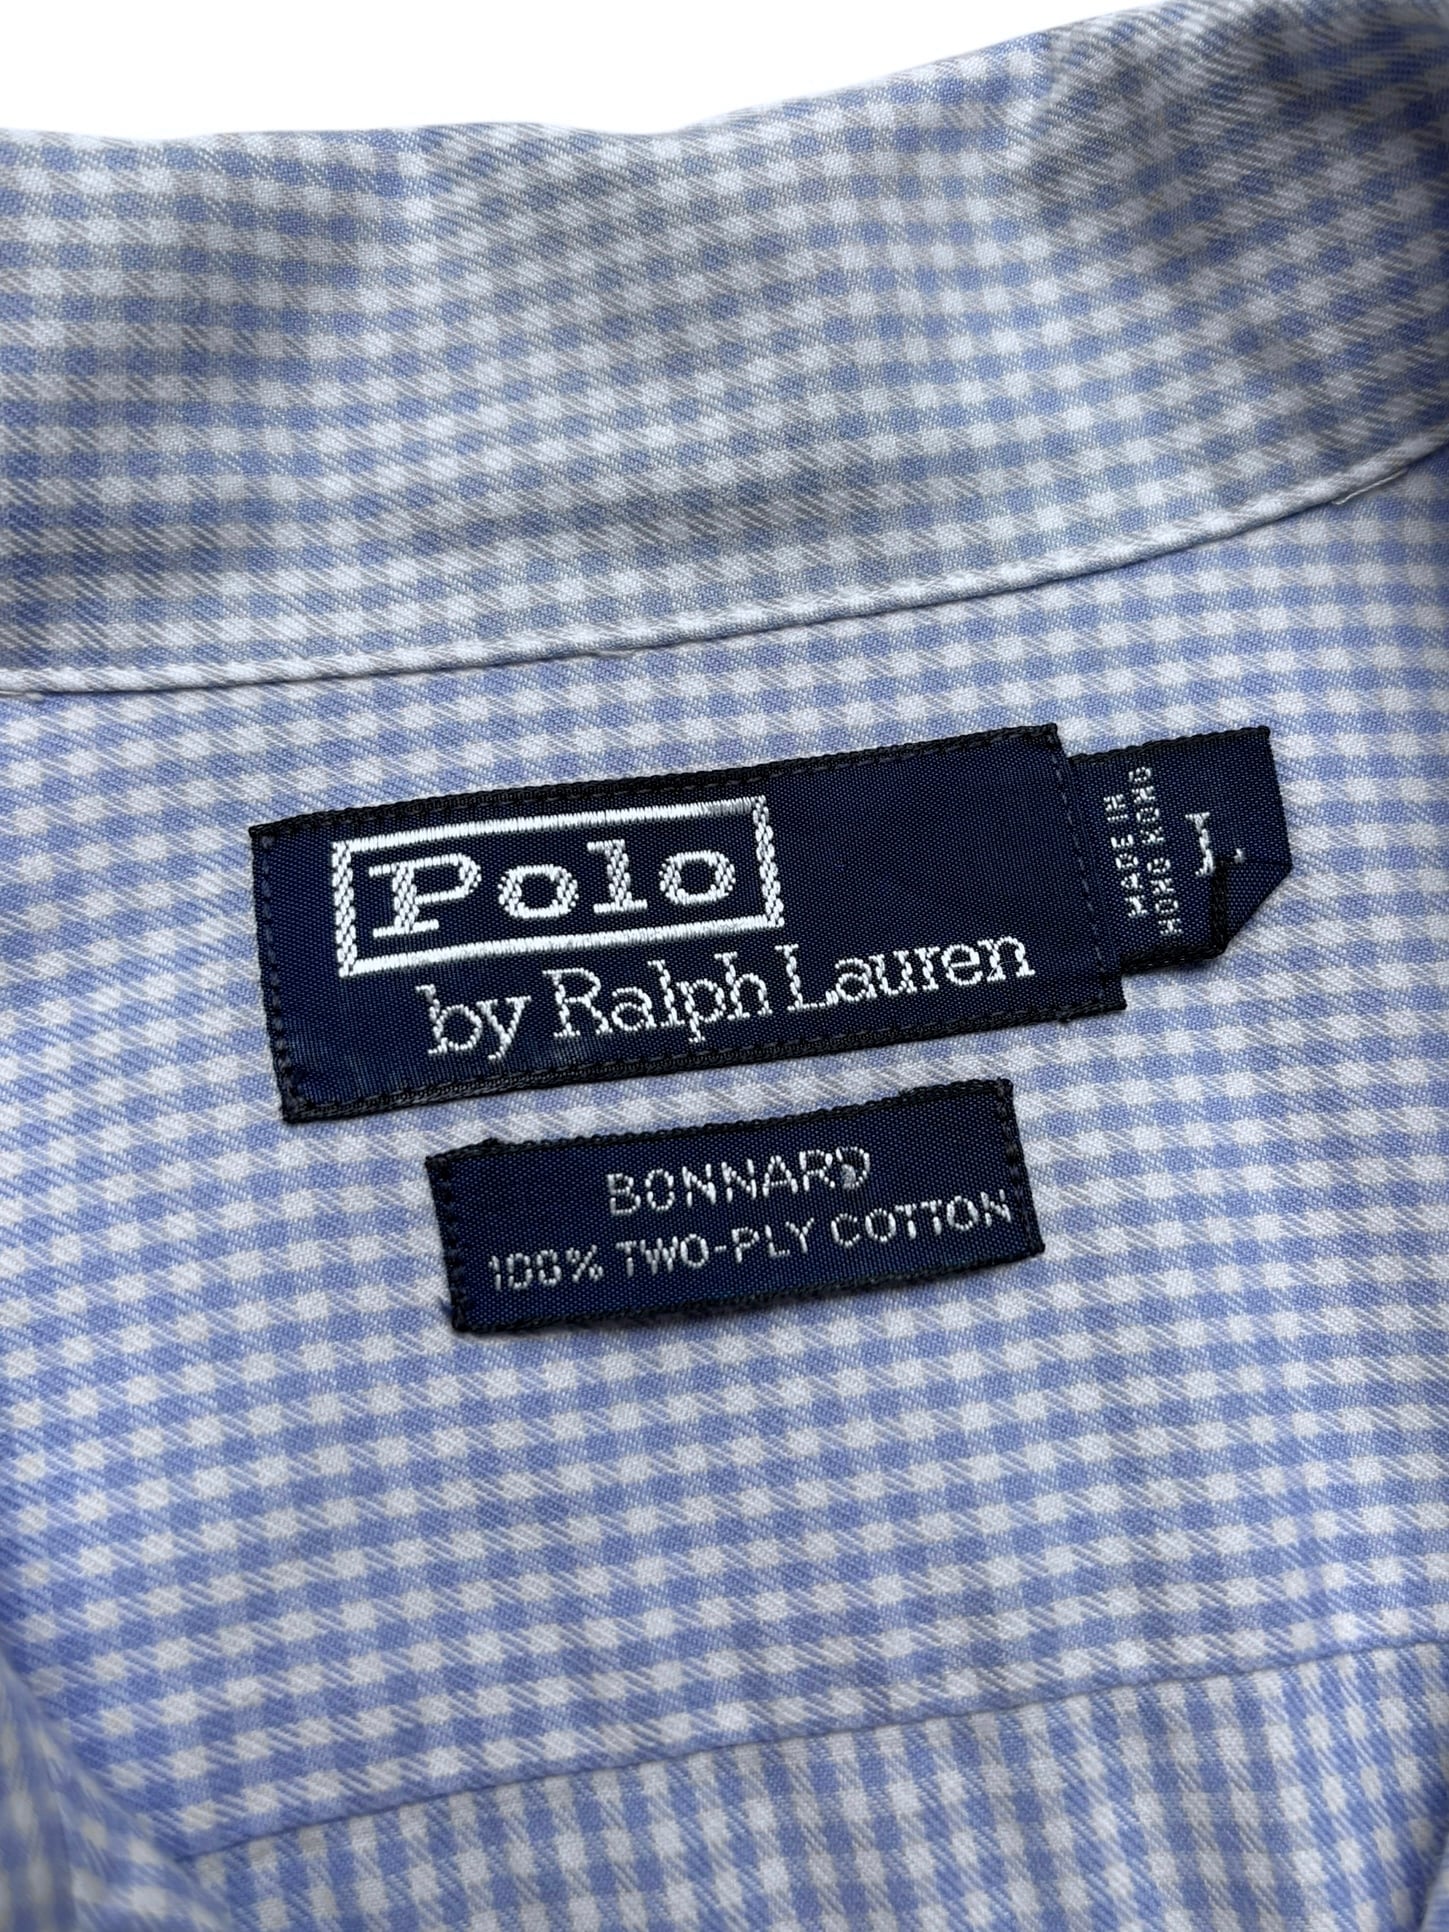 Polo
by Ralph Lauren
MADE IN
HONG KONG
L
BONNARD
100% TWO-PLY COTTON